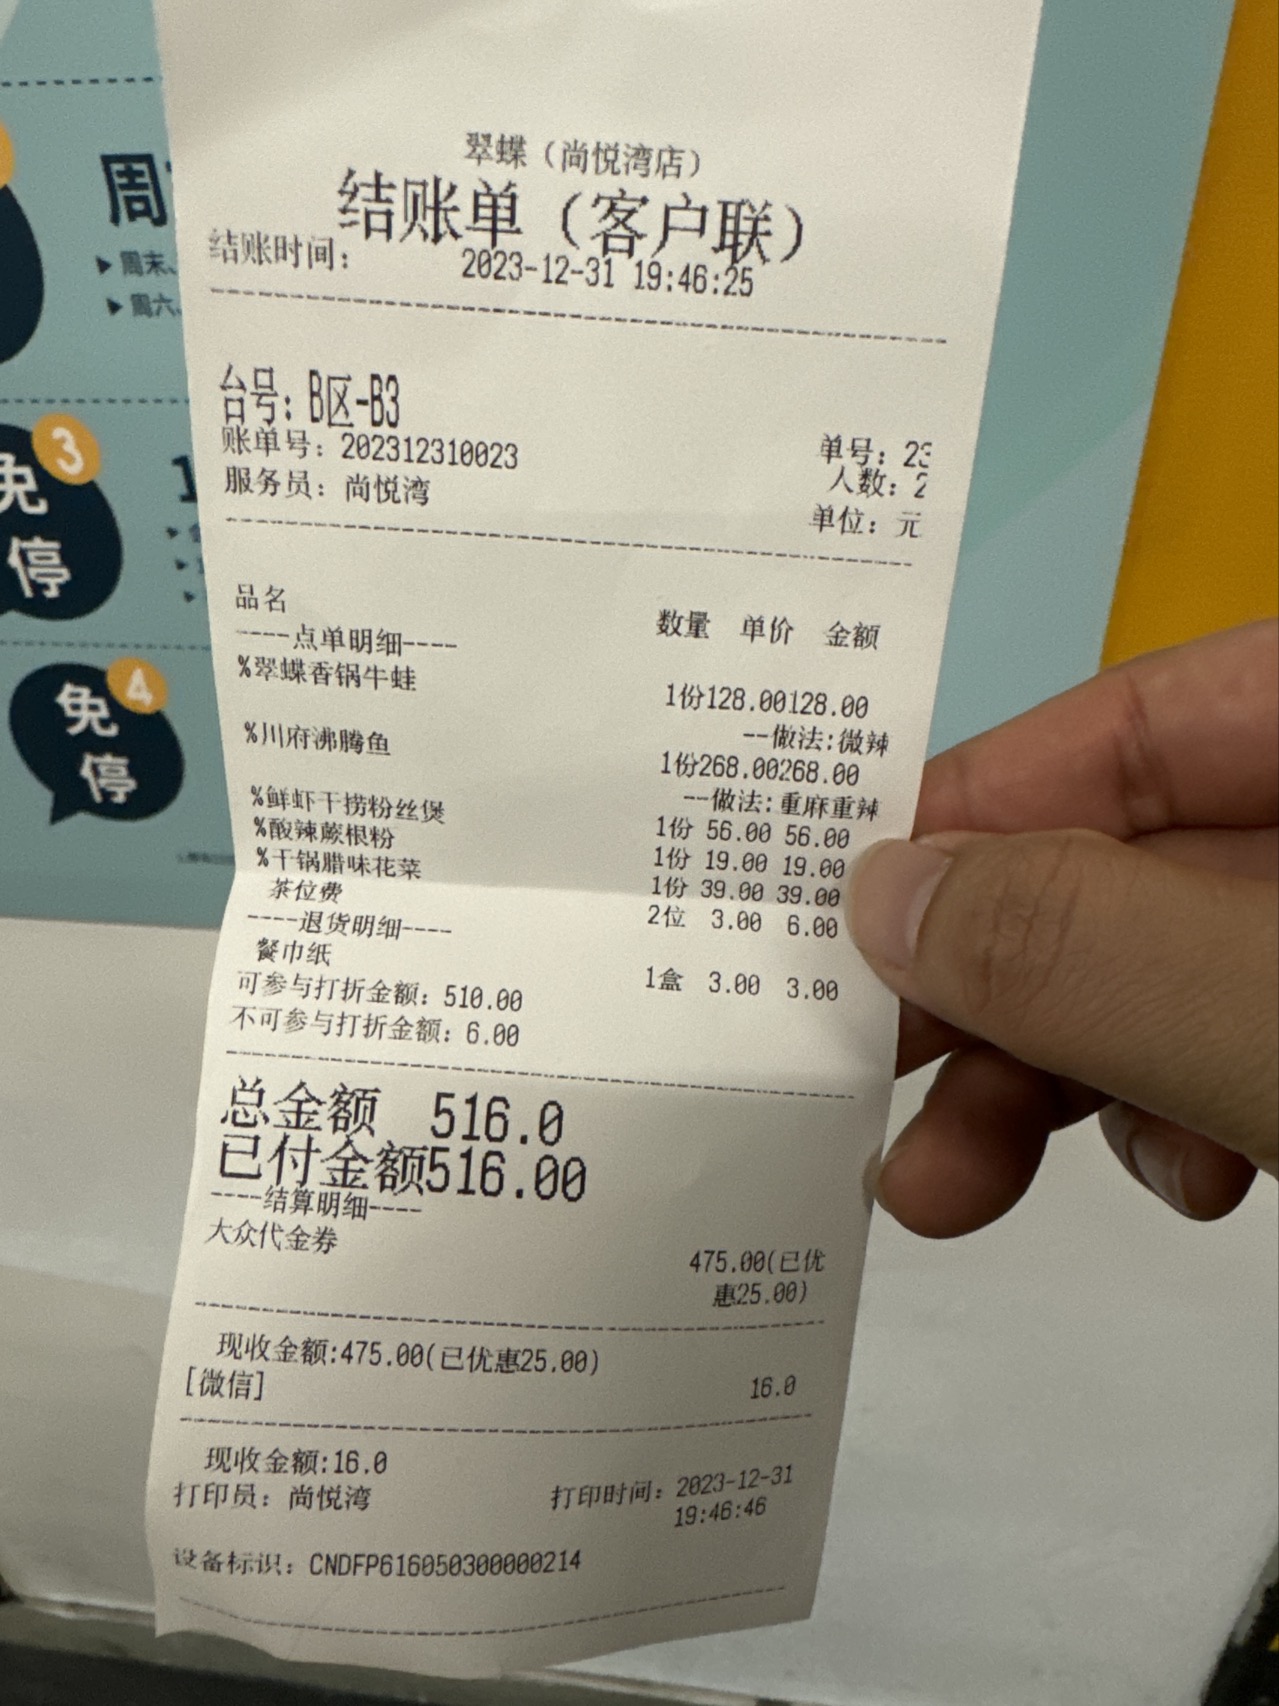 翠蝶（尚悦湾店）
结账单（客户联）
结账时间： 2023-12-31 19:46:25
台号：B区-B3
账单号：202312310023 单号：23
服务员：尚悦湾 人数：2
单位：元
品名 数量 单价 金额
----点单明细----
%翠蝶香锅牛蛙 1份128.00128.00
--做法:微辣
%川府沸腾鱼 1份268.00268.00
--做法:重麻重辣
%鲜虾干捞粉丝煲 1份 56.00 56.00
%酸辣蕨根粉 1份 19.00 19.00
%干锅腊味花菜 1份 39.00 39.00
茶位费 2位 3.00 6.00
----退货明细----
餐巾纸 1盒 3.00 3.00
可参与打折金额：510.00
不可参与打折金额：6.00
总金额 516.0
已付金额516.00
----结算明细----
大众代金券 475.00(已优
惠25.00)
现收金额:475.00(已优惠25.00)
[微信] 16.0
现收金额:16.0
打印员：尚悦湾 打印时间：2023-12-31
19:46:46
设备标识：CNDFP616050300000214
周
▶ 周末、
▶ 周六、
3
免
停
4
免
停